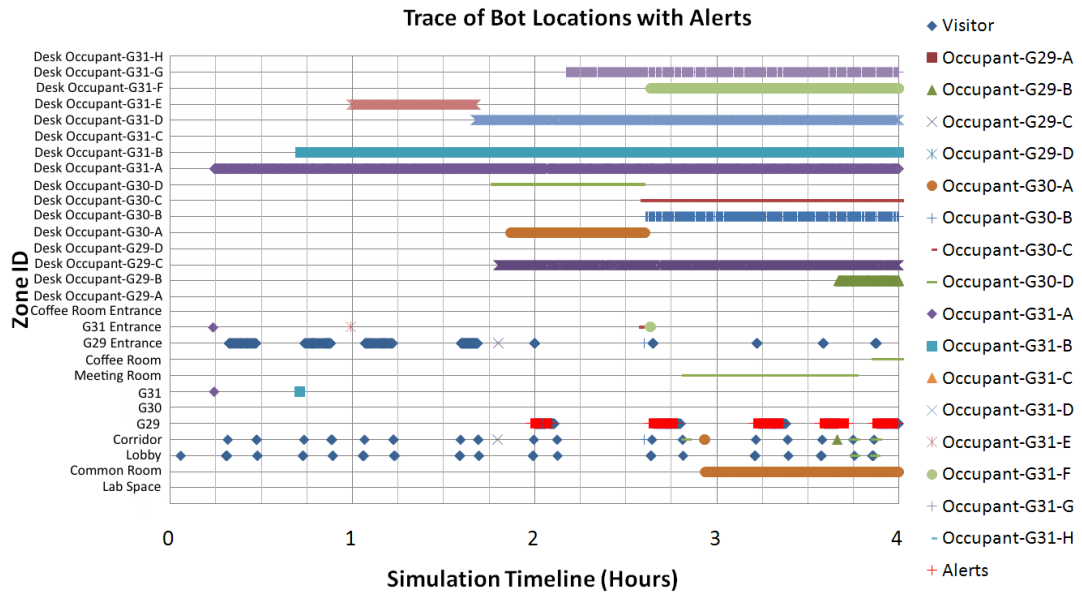 Trace of Bot Locations with Alerts
Zone ID
Desk Occupant-G31-H
Desk Occupant-G31-G
Desk Occupant-G31-F
Desk Occupant-G31-E
Desk Occupant-G31-D
Desk Occupant-G31-C
Desk Occupant-G31-B
Desk Occupant-G31-A
Desk Occupant-G30-D
Desk Occupant-G30-C
Desk Occupant-G30-B
Desk Occupant-G30-A
Desk Occupant-G29-D
Desk Occupant-G29-C
Desk Occupant-G29-B
Desk Occupant-G29-A
Coffee Room Entrance
G31 Entrance
G29 Entrance
Coffee Room
Meeting Room
G31
G30
G29
Corridor
Lobby
Common Room
Lab Space
0 1 2 3 4
Simulation Timeline (Hours)
Visitor
Occupant-G29-A
Occupant-G29-B
Occupant-G29-C
Occupant-G29-D
Occupant-G30-A
Occupant-G30-B
Occupant-G30-C
Occupant-G30-D
Occupant-G31-A
Occupant-G31-B
Occupant-G31-C
Occupant-G31-D
Occupant-G31-E
Occupant-G31-F
Occupant-G31-G
Occupant-G31-H
Alerts